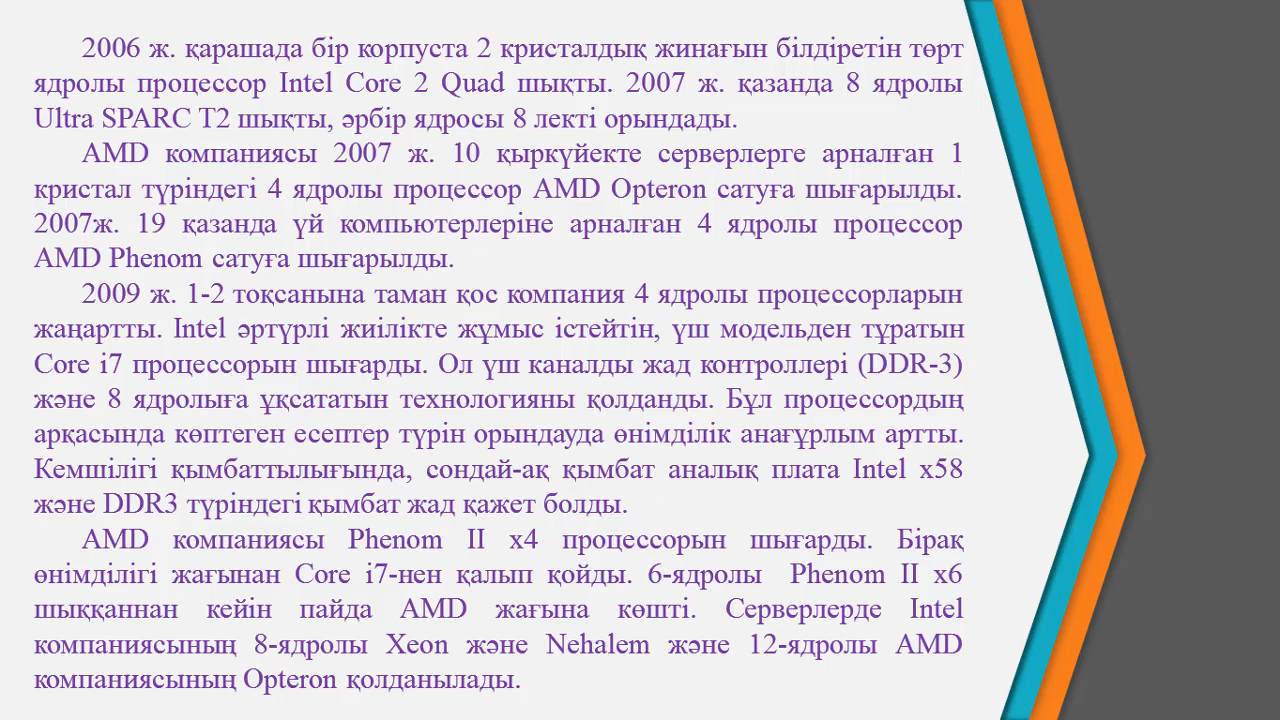 2006 ж. қарашада бір корпуста 2 кристалдық жинағын білдіретін төрт
ядролы процессор Intel Core 2 Quad шықты. 2007 ж. қазанда 8 ядролы
Ultra SPARC T2 шықты, әрбір ядросы 8 лекті орындады.
AMD компаниясы 2007 ж. 10 қыркүйекте серверлерге арналған 1
кристал түріндегі 4 ядролы процессор AMD Opteron сатуға шығарылды.
2007ж. 19 қазанда үй компьютерлеріне арналған 4 ядролы процессор
AMD Phenom сатуға шығарылды.
2009 ж. 1-2 тоқсанына таман қос компания 4 ядролы процессорларын
жаңартты. Intel әртүрлі жиілікте жұмыс істейтін, үш модельден тұратын
Core i7 процессорын шығарды. Ол үш каналды жад контроллері (DDR-3)
және 8 ядролыға ұқсататын технологияны қолданды. Бұл процессордың
арқасында көптеген есептер түрін орындауда өнімділік анағұрлым артты.
Кемшілігі қымбаттылығында, сондай-ақ қымбат аналық плата Intel x58
және DDR3 түріндегі қымбат жад қажет болды.
AMD компаниясы Phenom II x4 процессорын шығарды. Бірақ
өнімділігі жағынан Core i7-нен қалып қойды. 6-ядролы Phenom II x6
шыққаннан кейін пайда AMD жағына көшті. Серверлерде Intel
компаниясының 8-ядролы Xeon және Nehalem және 12-ядролы AMD
компаниясының Opteron қолданылады.